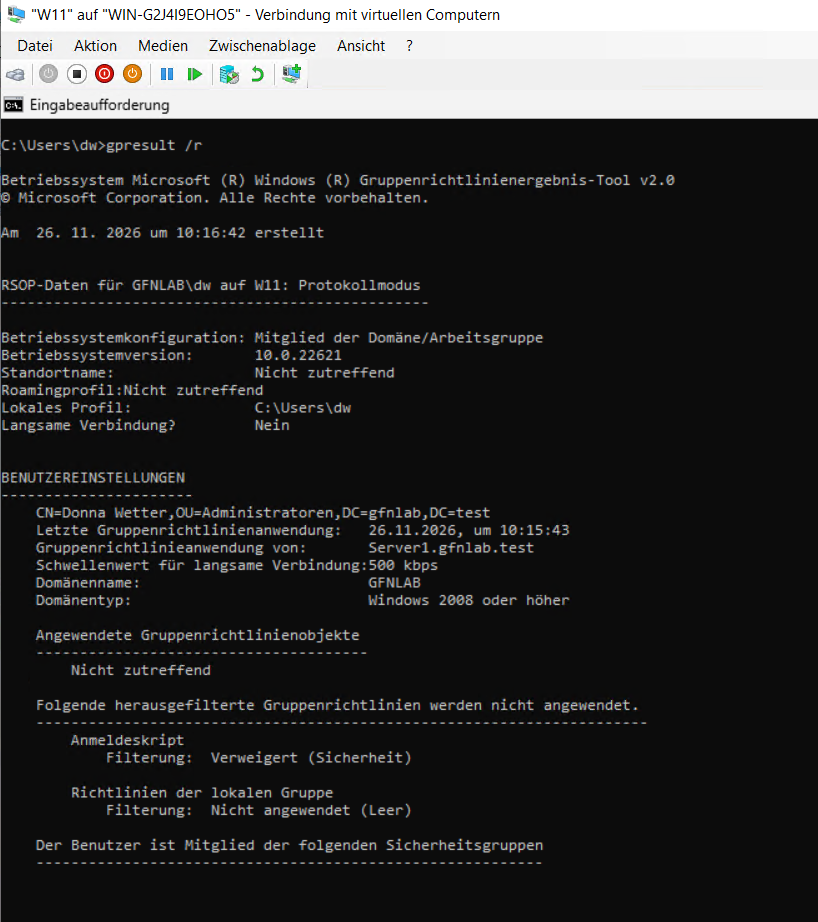 "W11" auf "WIN-G2J4I9EOHO5" - Verbindung mit virtuellen Computern
Datei Aktion Medien Zwischenablage Ansicht ?
Eingabeaufforderung
C:\Users\dw>gpresult /r
Betriebssystem Microsoft (R) Windows (R) Gruppenrichtlinienergebnis-Tool v2.0
© Microsoft Corporation. Alle Rechte vorbehalten.
Am  26. 11. 2026 um 10:16:42 erstellt
RSOP-Daten für GFNLAB\dw auf W11: Protokollmodus
-------------------------------------------------
Betriebssystemkonfiguration: Mitglied der Domäne/Arbeitsgruppe
Betriebssystemversion:       10.0.22621
Standortname:                Nicht zutreffend
Roamingprofil:Nicht zutreffend
Lokales Profil:              C:\Users\dw
Langsame Verbindung?         Nein
BENUTZEREINSTELLUNGEN
----------------------
CN=Donna Wetter,OU=Administratoren,DC=gfnlab,DC=test
Letzte Gruppenrichtlinienanwendung:   26.11.2026, um 10:15:43
Gruppenrichtlinieanwendung von:       Server1.gfnlab.test
Schwellenwert für langsame Verbindung:500 kbps
Domänenname:                          GFNLAB
Domänentyp:                           Windows 2008 oder höher
Angewendete Gruppenrichtlinienobjekte
--------------------------------------
Nicht zutreffend
Folgende herausgefilterte Gruppenrichtlinien werden nicht angewendet.
----------------------------------------------------------------------
Anmeldeskript
Filterung:  Verweigert (Sicherheit)
Richtlinien der lokalen Gruppe
Filterung:  Nicht angewendet (Leer)
Der Benutzer ist Mitglied der folgenden Sicherheitsgruppen
----------------------------------------------------------